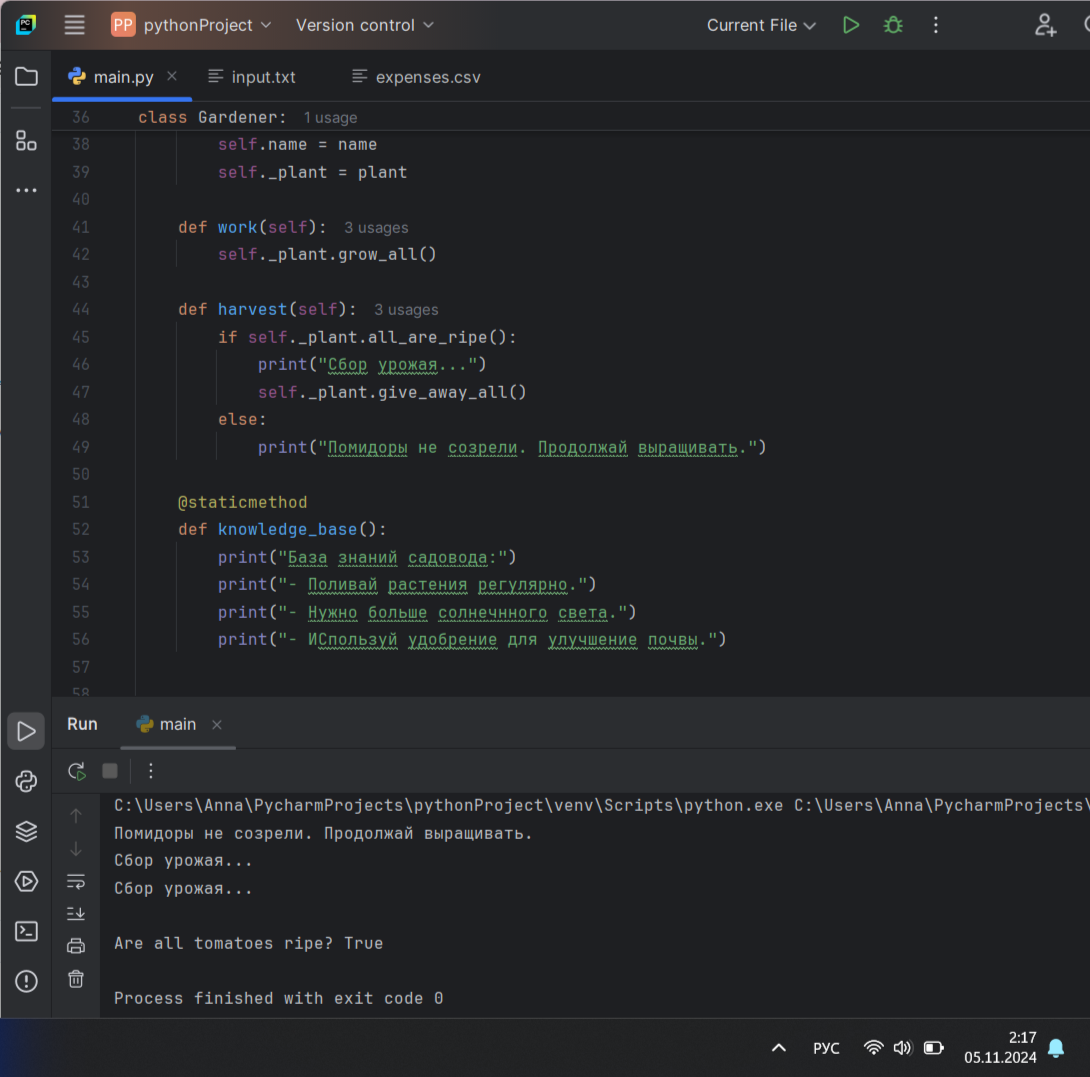 PC
PP pythonProject Version control Current File
main.py input.txt expenses.csv
36 class Gardener: 1 usage
38 self.name = name
39 self._plant = plant
40
41 def work(self): 3 usages
42 self._plant.grow_all()
43
44 def harvest(self): 3 usages
45 if self._plant.all_are_ripe():
46 print("Сбор урожая...")
47 self._plant.give_away_all()
48 else:
49 print("Помидоры не созрели. Продолжай выращивать.")
50
51 @staticmethod
52 def knowledge_base():
53 print("База знаний садовода:")
54 print("- Поливай растения регулярно.")
55 print("- Нужно больше солнечнного света.")
56 print("- ИСпользуй удобрение для улучшение почвы.")
57
58
Run main
C:\Users\Anna\PycharmProjects\pythonProject\venv\Scripts\python.exe C:\Users\Anna\PycharmProjects\
Помидоры не созрели. Продолжай выращивать.
Сбор урожая...
Сбор урожая...
Are all tomatoes ripe? True
Process finished with exit code 0
РУС
2:17
05.11.2024